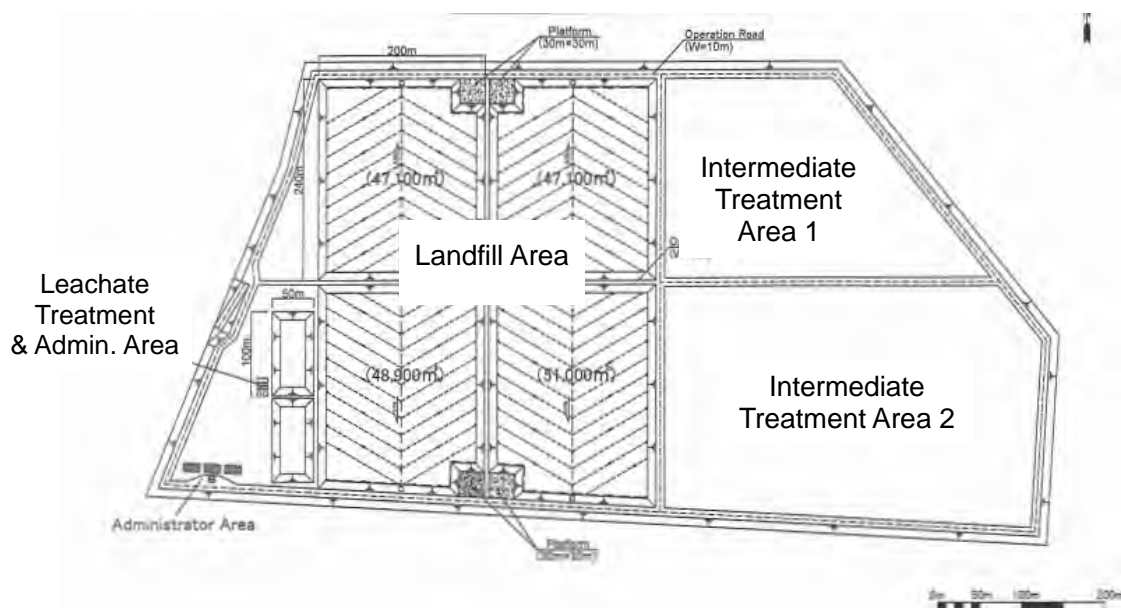 Platform
(30m×30m)
Operation Road
(W=10m)
200m
240m
(47,100㎡)
(47,100㎡)
Intermediate
Treatment
Area 1
Landfill Area
Leachate
Treatment
& Admin. Area
50m
100m
(48,900㎡)
(51,000㎡)
Intermediate
Treatment Area 2
Administrator Area
Platform
0m 50m 100m 200m